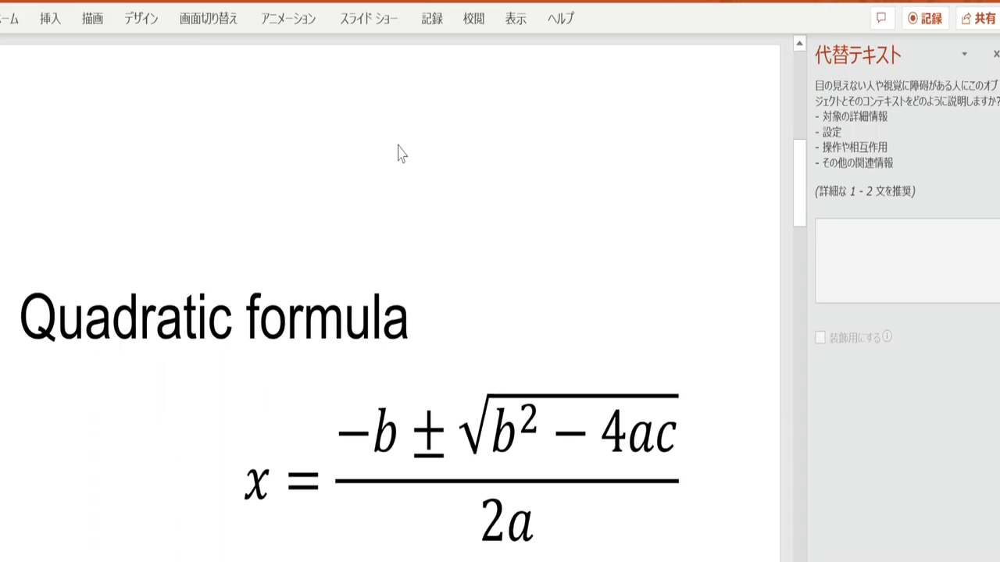 ーム 挿入 描画 デザイン 画面切り替え アニメーション スライド ショー 記録 校閲 表示 ヘルプ
記録 共有
代替テキスト
目の見えない人や視覚に障碍がある人にこのオブ
ジェクトとそのコンテキストをどのように説明しますか?
- 対象の詳細情報
- 設定
- 操作や相互作用
- その他の関連情報
(詳細な 1 - 2 文を推奨)
装飾用にする
Quadratic formula
x = (-b ± √(b² − 4ac)) / 2a